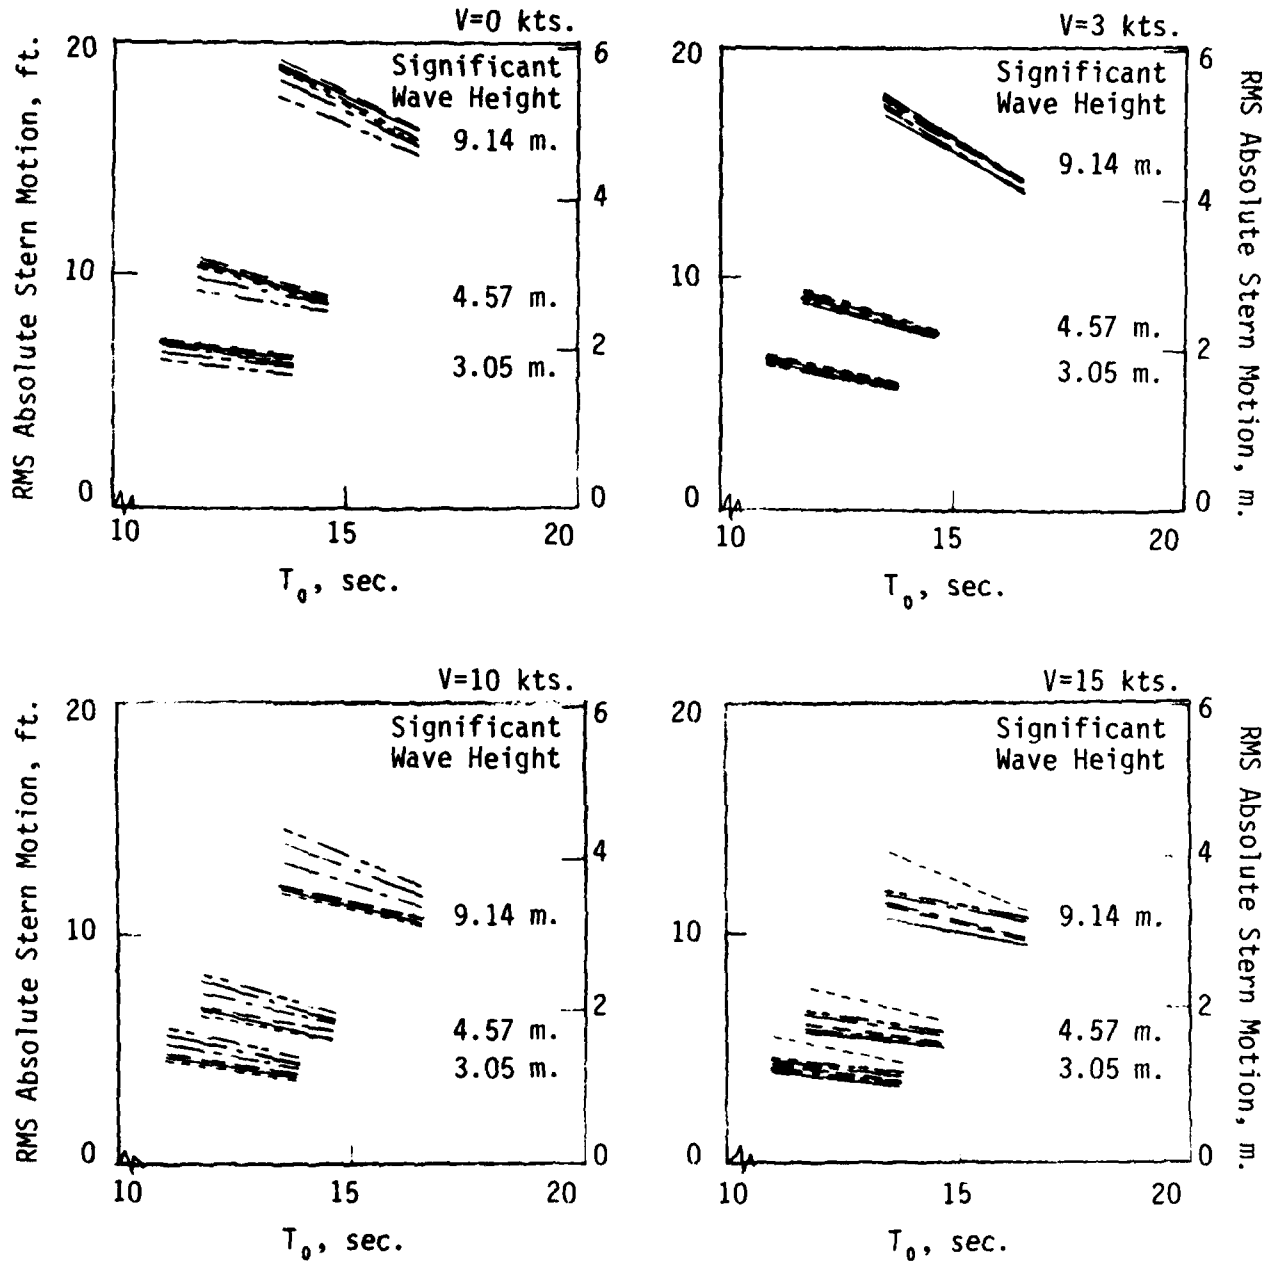 V=0 kts.
RMS Absolute Stern Motion, ft.
20
10
0
6
4
2
0
Significant
Wave Height
9.14 m.
4.57 m.
3.05 m.
10
15
20
T₀, sec.
V=3 kts.
20
10
0
6
4
2
0
Significant
Wave Height
9.14 m.
4.57 m.
3.05 m.
RMS Absolute Stern Motion, m.
10
15
20
T₀, sec.
V=10 kts.
RMS Absolute Stern Motion, ft.
20
10
0
6
4
2
0
Significant
Wave Height
9.14 m.
4.57 m.
3.05 m.
10
15
20
T₀, sec.
V=15 kts.
20
10
0
6
4
2
0
Significant
Wave Height
9.14 m.
4.57 m.
3.05 m.
RMS Absolute Stern Motion, m.
10
15
20
T₀, sec.